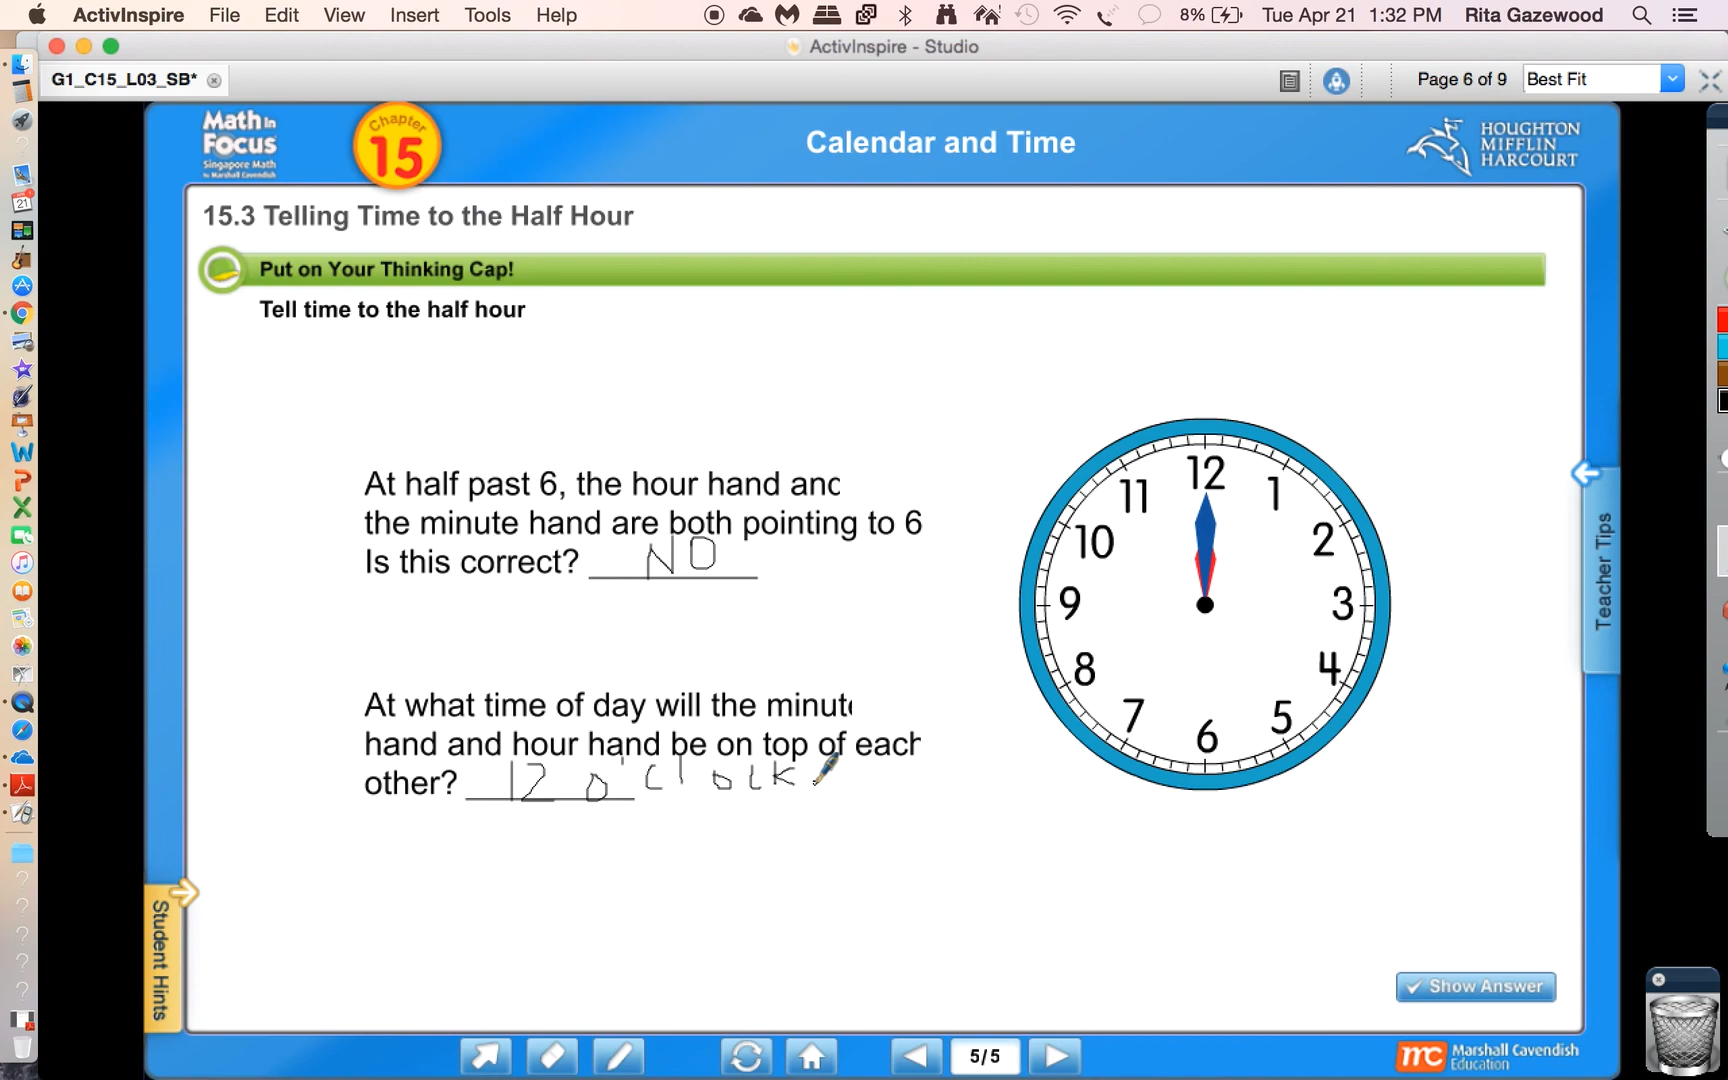 ActivInspire File Edit View Insert Tools Help 8% Tue Apr 21 1:32 PM Rita Gazewood
ActivInspire - Studio
G1_C15_L03_SB* Page 6 of 9 Best Fit
Math in
Focus
Singapore Math
by Marshall Cavendish
Chapter
15
Calendar and Time
HOUGHTON
MIFFLIN
HARCOURT
15.3 Telling Time to the Half Hour
Put on Your Thinking Cap!
Tell time to the half hour
At half past 6, the hour hand and
the minute hand are both pointing to 6
Is this correct? NO
At what time of day will the minute
hand and hour hand be on top of each
other? 12 o'clock
12
1
2
3
4
5
6
7
8
9
10
11
Teacher Tips
Student Hints
Show Answer
5/5
mc Marshall Cavendish
Education